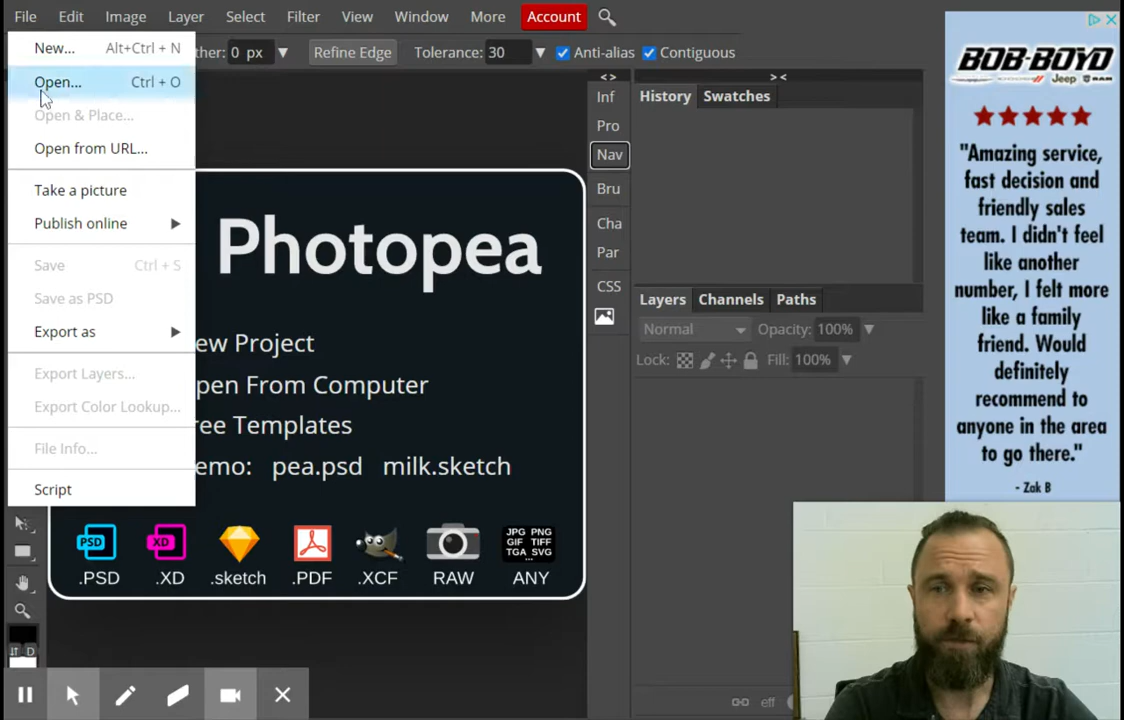 File Edit Image Layer Select Filter View Window More Account
New... Alt+Ctrl + N
ther: 0 px Refine Edge Tolerance: 30 Anti-alias Contiguous
Open... Ctrl + O
Open & Place...
Open from URL...
Take a picture
Publish online
Save Ctrl + S
Save as PSD
Export as
Export Layers...
Export Color Lookup...
File Info...
Script
Photopea
ew Project
pen From Computer
ree Templates
emo: pea.psd milk.sketch
PSD XD JPG PNG
GIF TIFF
TGA SVG
.PSD .XD .sketch .PDF .XCF RAW ANY
D
<> ><
Inf
Pro
Nav
Bru
Cha
Par
CSS
History Swatches
Layers Channels Paths
Normal Opacity: 100%
Lock: Fill: 100%
eff
BOB-BOYD
Jeep RAM
"Amazing service,
fast decision and
friendly sales
team. I didn't feel
like another
number, I felt more
like a family
friend. Would
definitely
recommend to
anyone in the area
to go there."
- Zak B